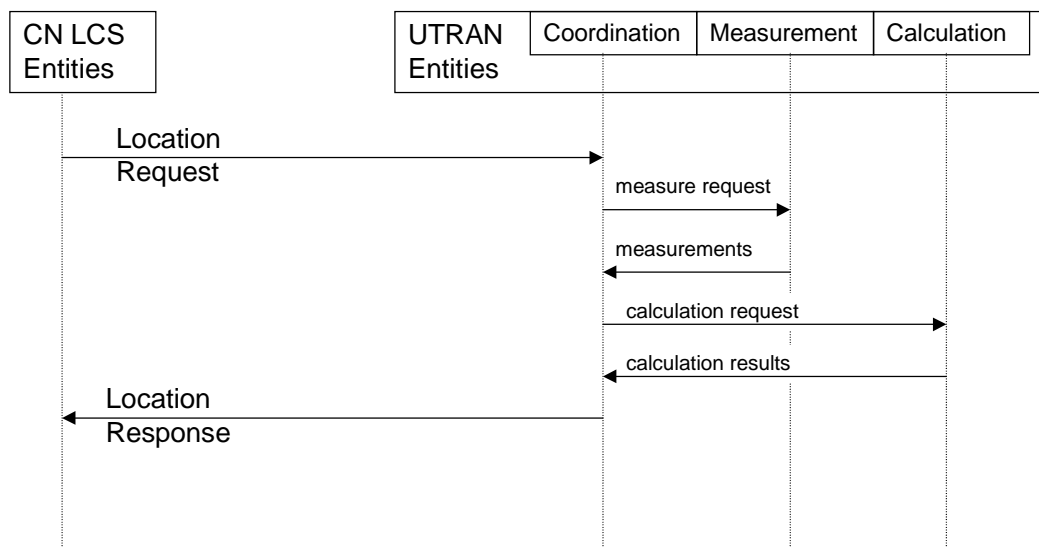 CN LCS
Entities
UTRAN
Entities
Coordination
Measurement
Calculation
Location
Request
measure request
measurements
calculation request
calculation results
Location
Response